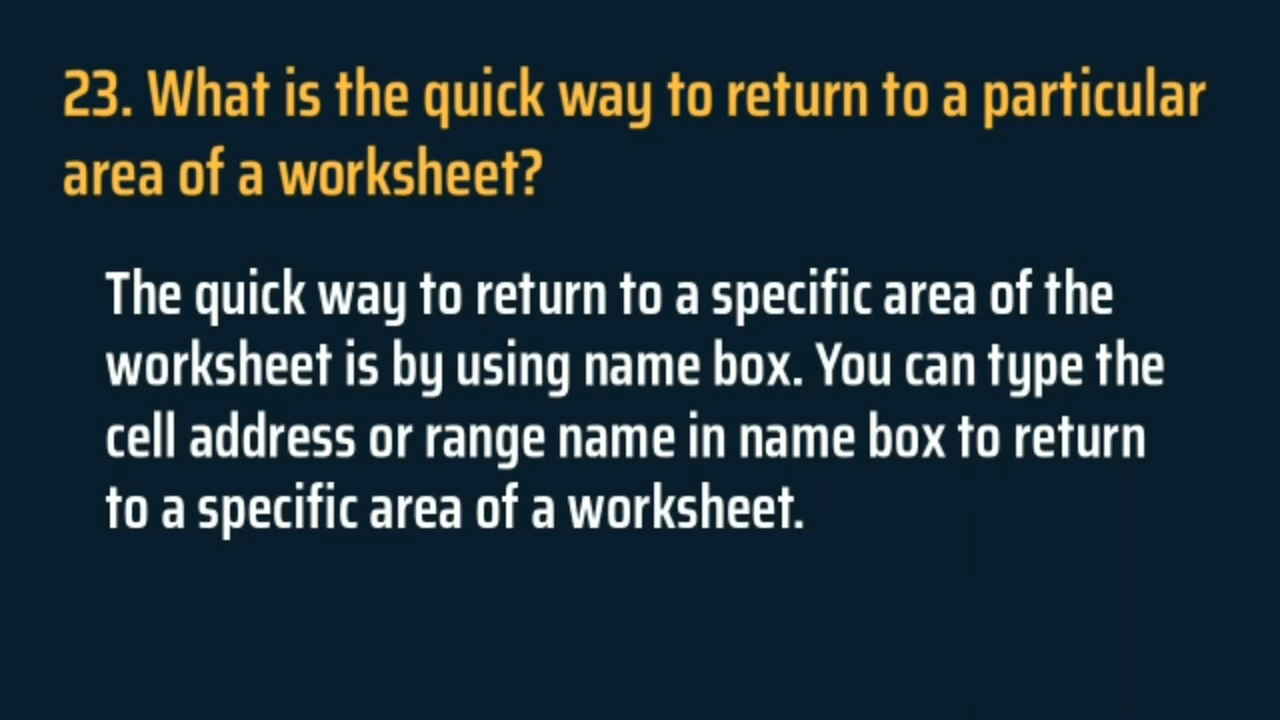 23. What is the quick way to return to a particular
area of a worksheet?
The quick way to return to a specific area of the
worksheet is by using name box. You can type the
cell address or range name in name box to return
to a specific area of a worksheet.